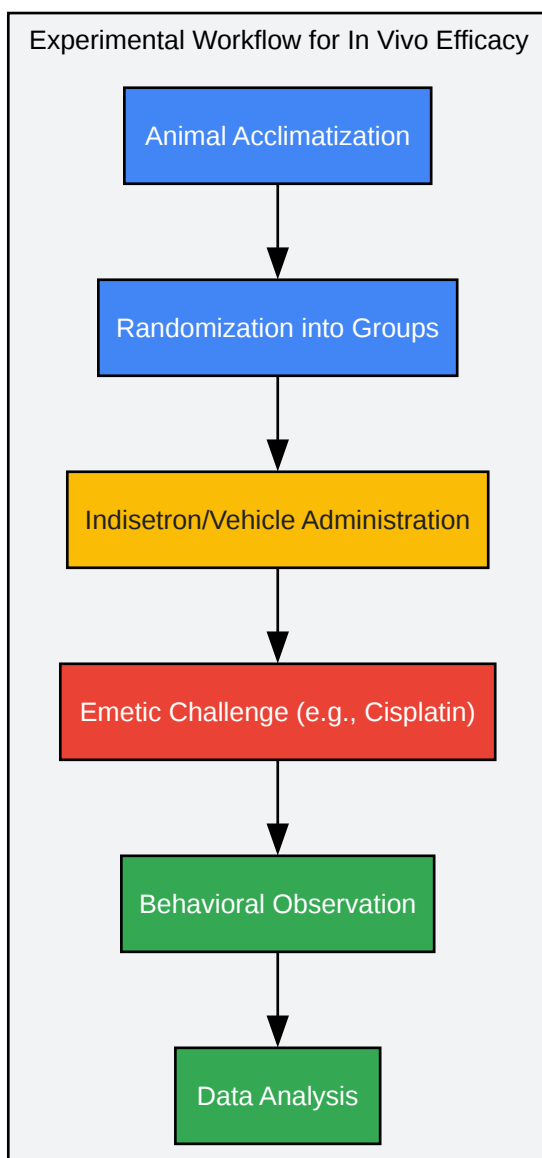 Experimental Workflow for In Vivo Efficacy
Animal Acclimatization
Randomization into Groups
Indisetron/Vehicle Administration
Emetic Challenge (e.g., Cisplatin)
Behavioral Observation
Data Analysis